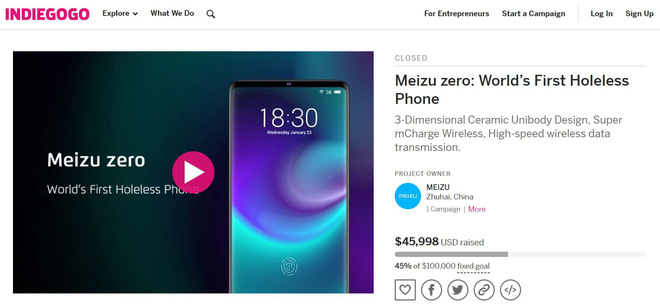 INDIEGOGO
Explore
What We Do
For Entrepreneurs
Start a Campaign
Log In
Sign Up
CLOSED
Meizu zero: World's First Holeless
Phone
3-Dimensional Ceramic Unibody Design, Super
mCharge Wireless, High-speed wireless data
transmission.
PROJECT OWNER
MEIZU
MEIZU
Zhuhai, China
1 Campaign | More
$45,998 USD raised
45% of $100,000 fixed goal
Meizu zero
World's First Holeless Phone
18:30
Wednesday, January 23